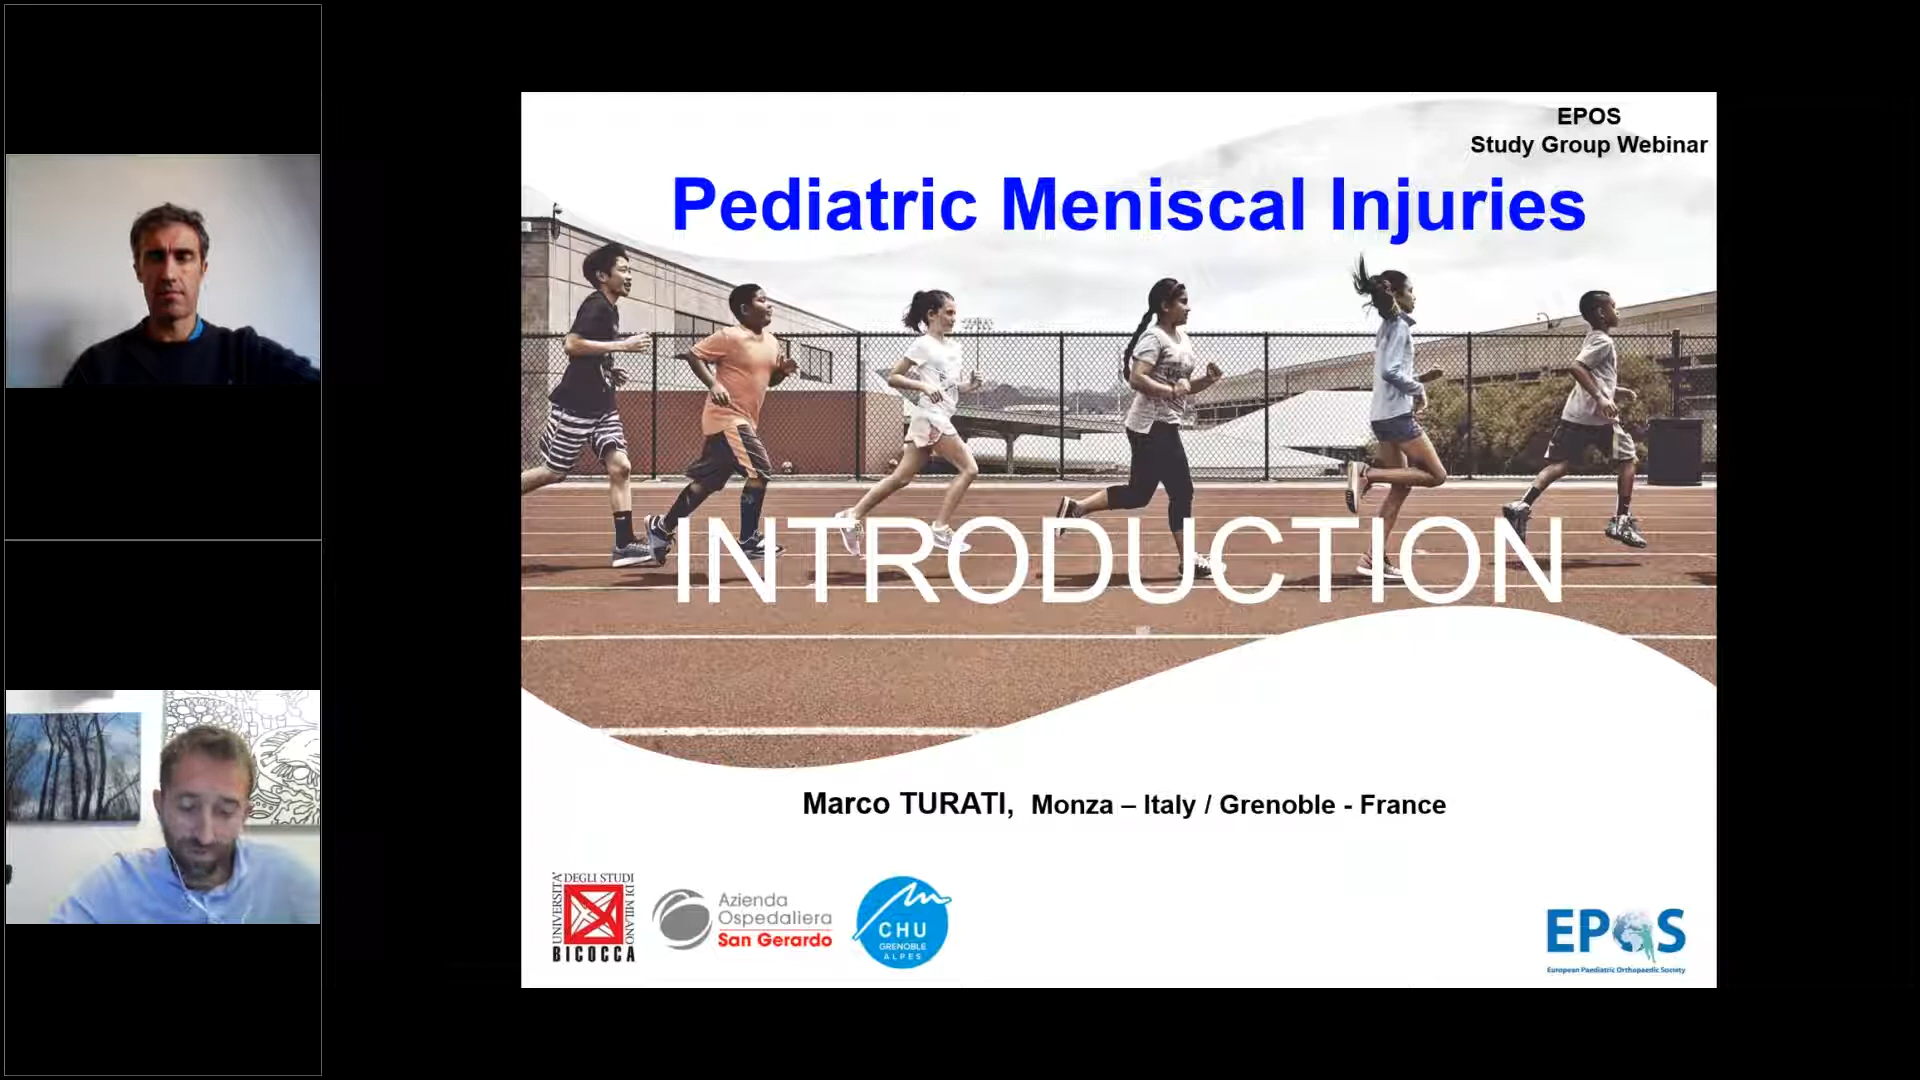 EPOS
Study Group Webinar
Pediatric Meniscal Injuries
INTRODUCTION
Marco TURATI, Monza – Italy / Grenoble - France
UNIVERSITA' DEGLI STUDI DI MILANO
BICOCCA
Azienda
Ospedaliera
San Gerardo
CHU
GRENOBLE
ALPES
EPOS
European Paediatric Orthopaedic Society